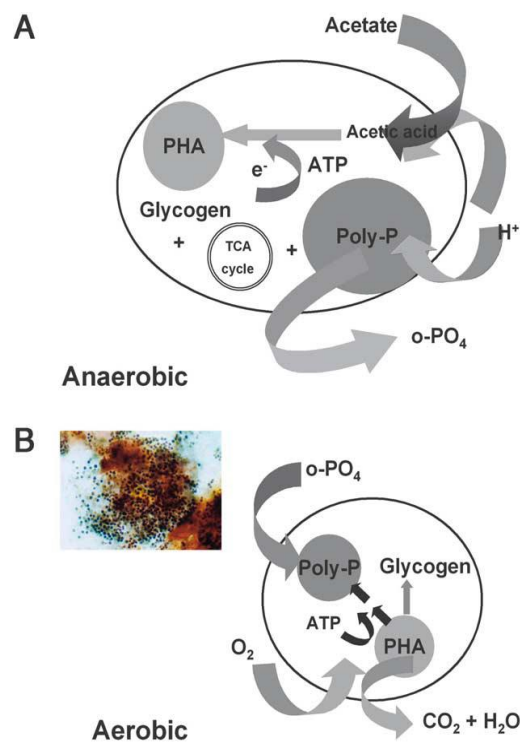 A
Acetate
Acetic acid
PHA
e⁻
ATP
Glycogen
+
TCA
cycle
+
Poly-P
H⁺
o-PO₄
Anaerobic
B
o-PO₄
Poly-P
Glycogen
ATP
PHA
O₂
CO₂ + H₂O
Aerobic